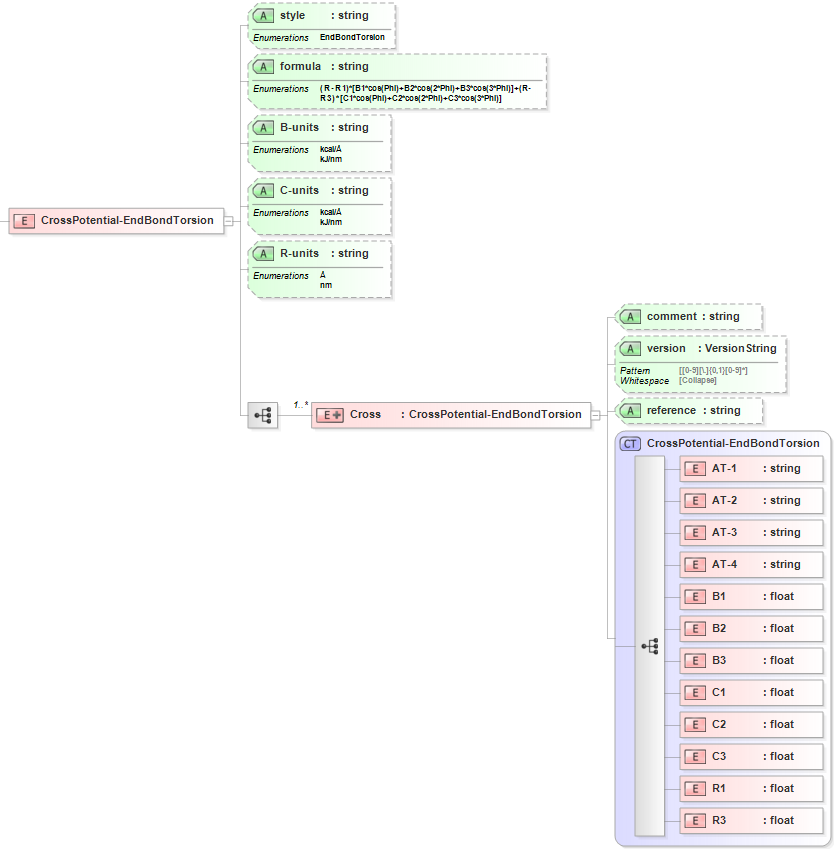 A style : string
Enumerations EndBondTorsion
A formula : string
Enumerations (R-R1)*[B1*cos(Phi)+B2*cos(2*Phi)+B3*cos(3*Phi)]+(R-
R3)*[C1*cos(Phi)+C2*cos(2*Phi)+C3*cos(3*Phi)]
A B-units : string
Enumerations kcal/Å
kJ/nm
A C-units : string
Enumerations kcal/Å
kJ/nm
E CrossPotential-EndBondTorsion
A R-units : string
Enumerations Å
nm
A comment : string
A version : VersionString
Pattern [[0-9][\.]{0,1}[0-9]*]
Whitespace [Collapse]
1..* E Cross : CrossPotential-EndBondTorsion
A reference : string
CT CrossPotential-EndBondTorsion
E AT-1 : string
E AT-2 : string
E AT-3 : string
E AT-4 : string
E B1 : float
E B2 : float
E B3 : float
E C1 : float
E C2 : float
E C3 : float
E R1 : float
E R3 : float